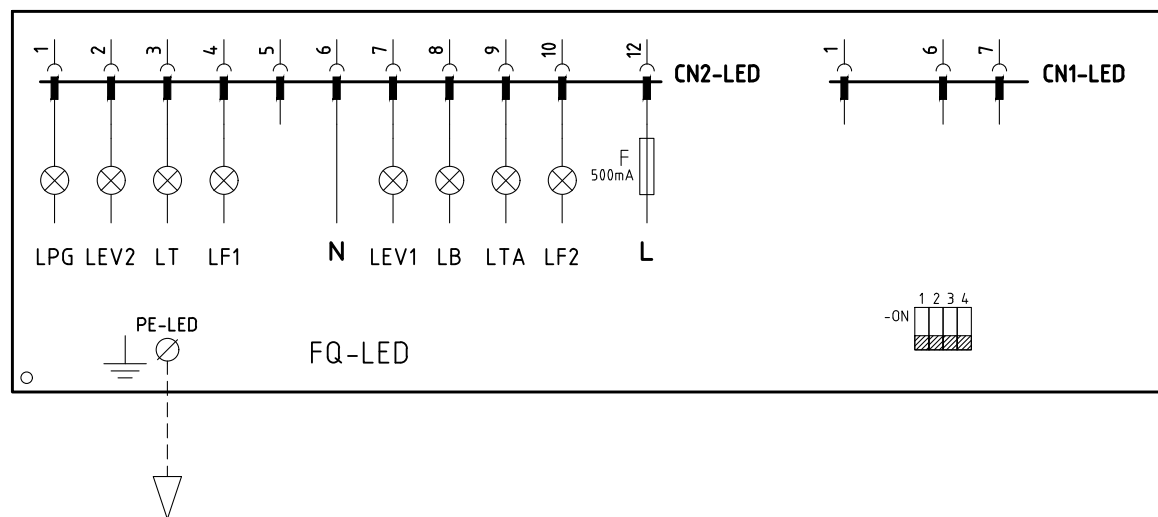 1 2 3 4 5 6 7 8 9 10 12 CN2-LED
1 6 7 CN1-LED
F
500mA
LPG LEV2 LT LF1 N LEV1 LB LTA LF2 L
1 2 3 4
-ON
PE-LED
FQ-LED